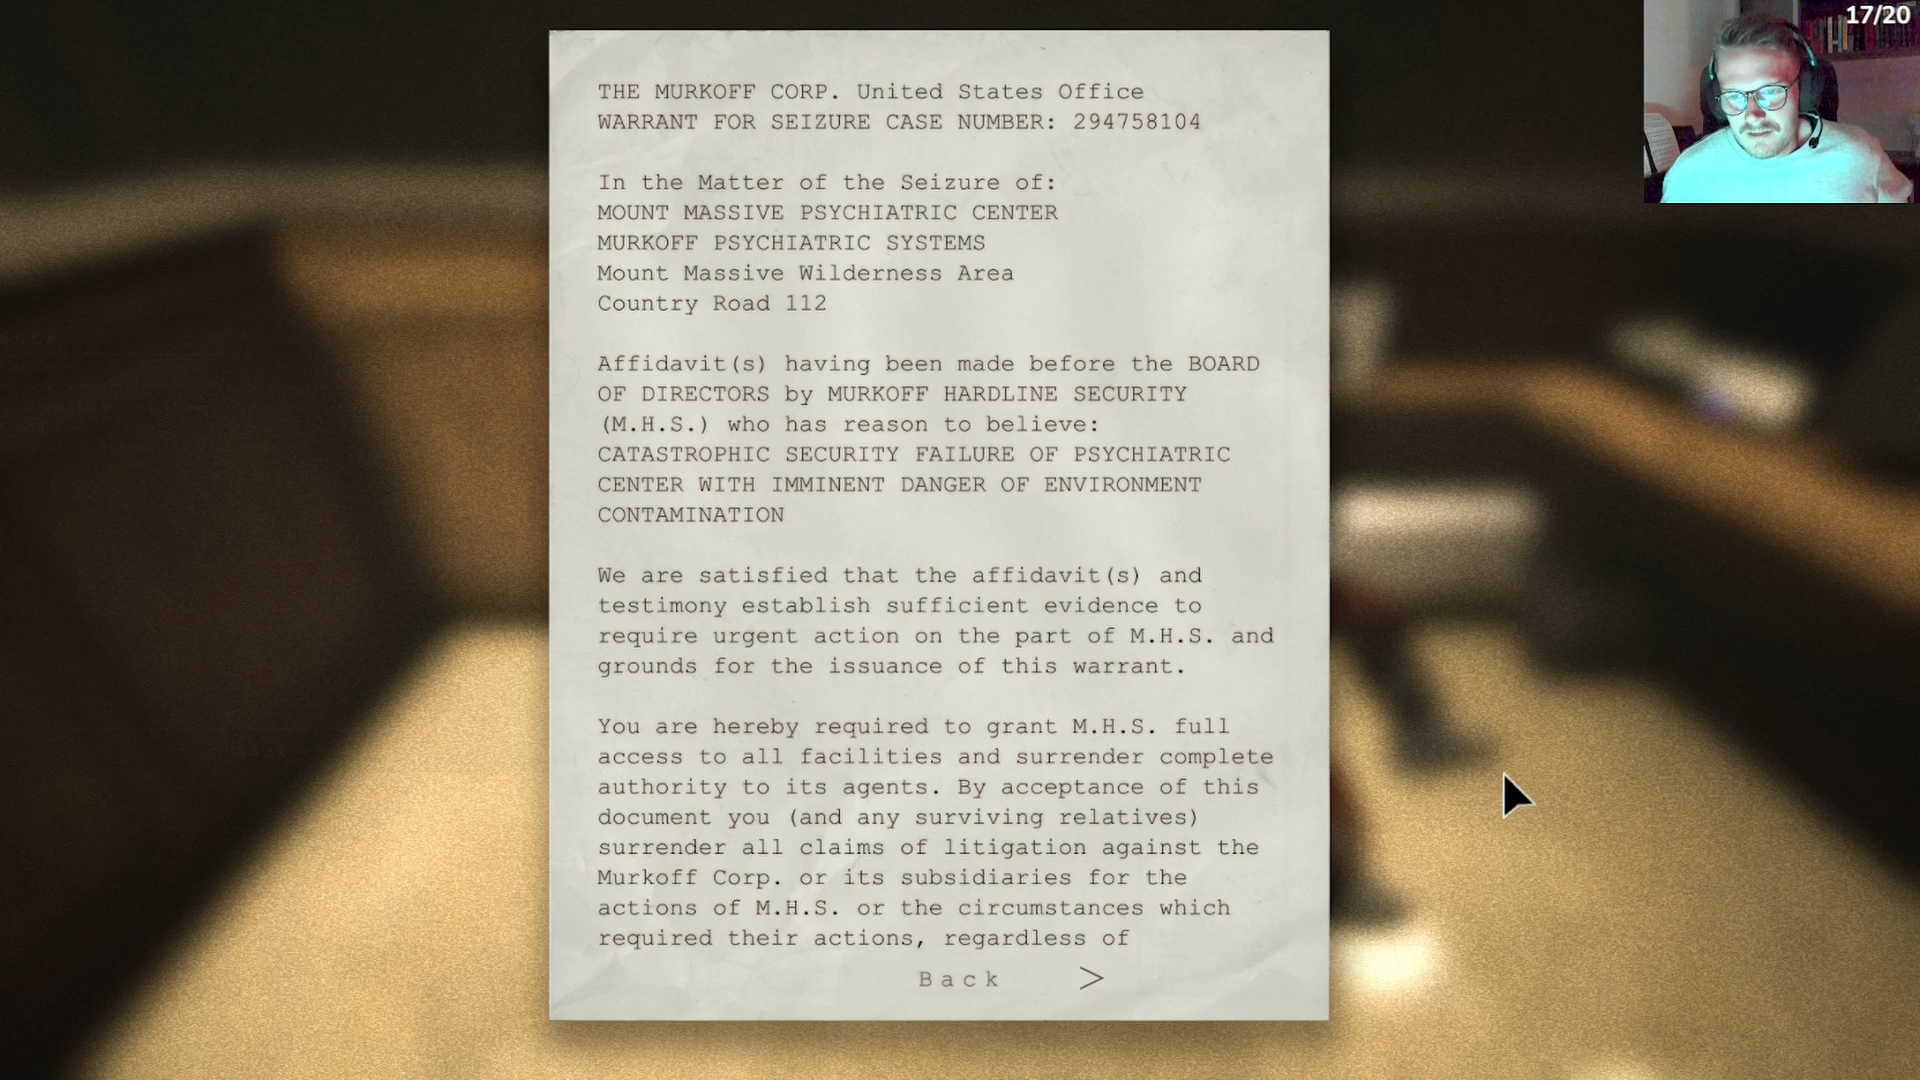 17/20
THE MURKOFF CORP. United States Office
WARRANT FOR SEIZURE CASE NUMBER: 294758104
In the Matter of the Seizure of:
MOUNT MASSIVE PSYCHIATRIC CENTER
MURKOFF PSYCHIATRIC SYSTEMS
Mount Massive Wilderness Area
Country Road 112
Affidavit(s) having been made before the BOARD
OF DIRECTORS by MURKOFF HARDLINE SECURITY
(M.H.S.) who has reason to believe:
CATASTROPHIC SECURITY FAILURE OF PSYCHIATRIC
CENTER WITH IMMINENT DANGER OF ENVIRONMENT
CONTAMINATION
We are satisfied that the affidavit(s) and
testimony establish sufficient evidence to
require urgent action on the part of M.H.S. and
grounds for the issuance of this warrant.
You are hereby required to grant M.H.S. full
access to all facilities and surrender complete
authority to its agents. By acceptance of this
document you (and any surviving relatives)
surrender all claims of litigation against the
Murkoff Corp. or its subsidiaries for the
actions of M.H.S. or the circumstances which
required their actions, regardless of
Back >